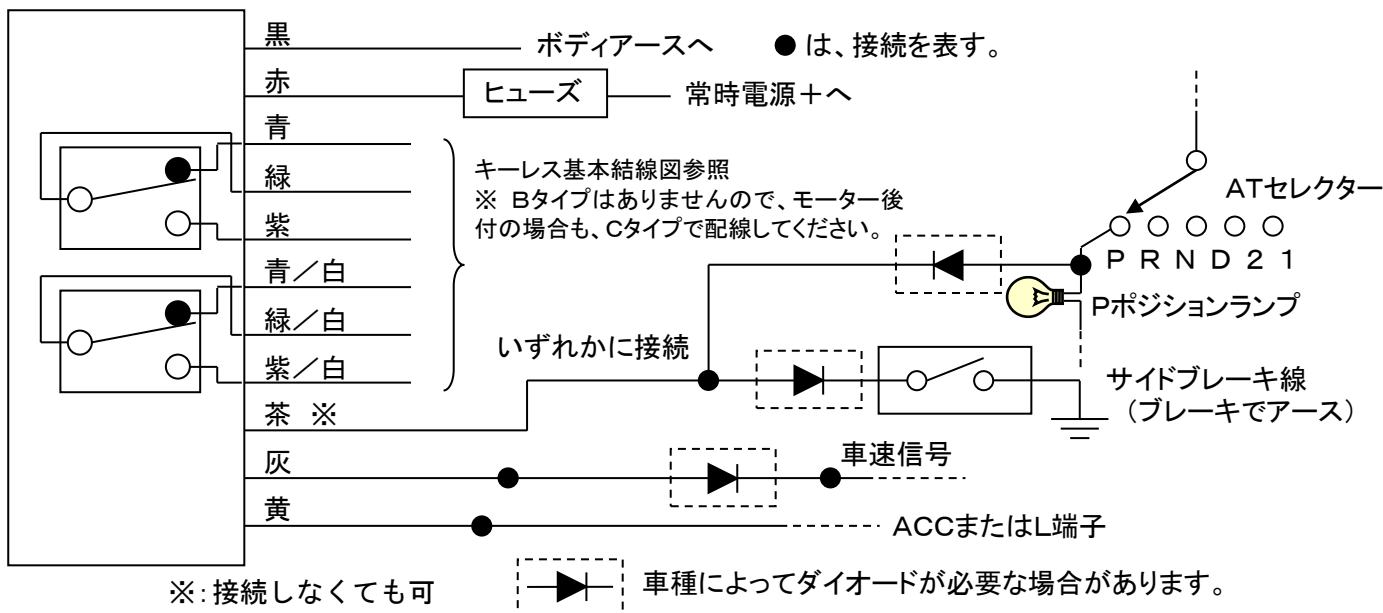 黒
ボディアースへ ●は、接続を表す。
赤
ヒューズ 常時電源＋へ
青
緑
紫
青／白
緑／白
紫／白
キーレス基本結線図参照
※ Ｂタイプはありませんので、モーター後
付の場合も、Ｃタイプで配線してください。
ＡＴセレクター
Ｐ Ｒ Ｎ Ｄ ２ １
Ｐポジションランプ
いずれかに接続
サイドブレーキ線
（ブレーキでアース）
茶 ※
灰
車速信号
黄
ＡＣＣまたはＬ端子
※：接続しなくても可
車種によってダイオードが必要な場合があります。